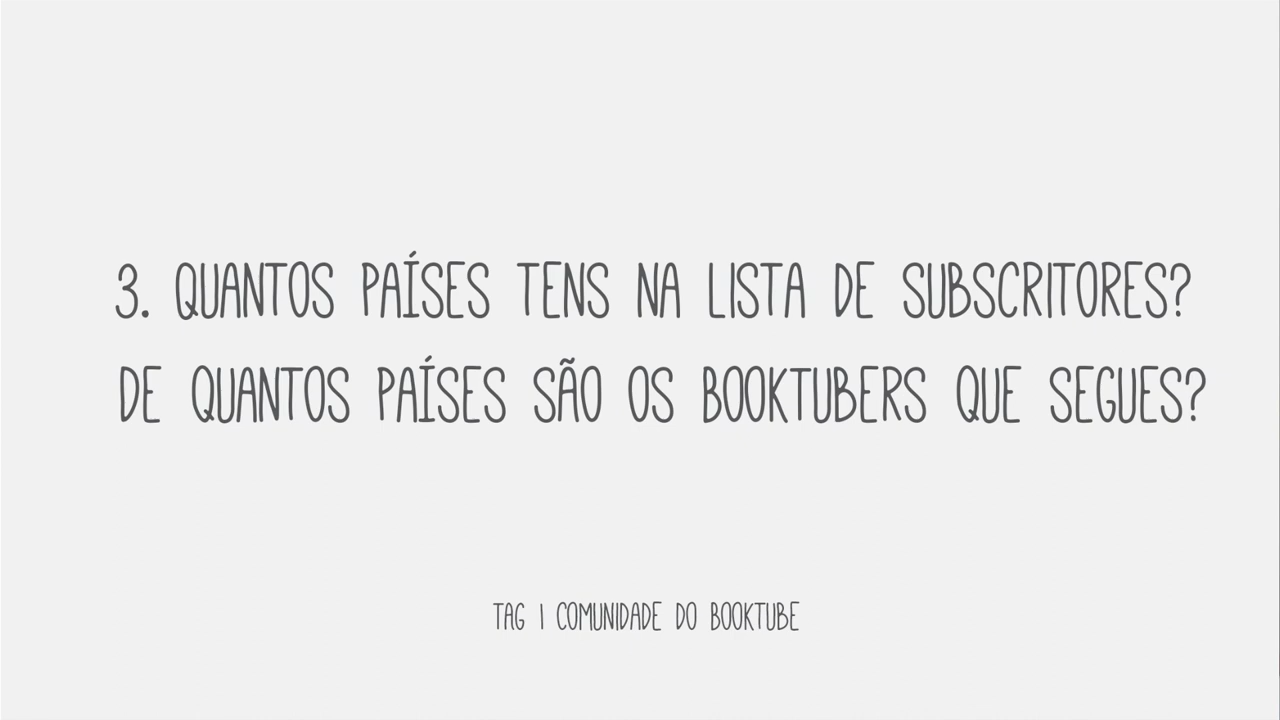 3. QUANTOS PAÍSES TENS NA LISTA DE SUBSCRITORES?
DE QUANTOS PAÍSES SÃO OS BOOKTUBERS QUE SEGUES?
TAG | COMUNIDADE DO BOOKTUBE